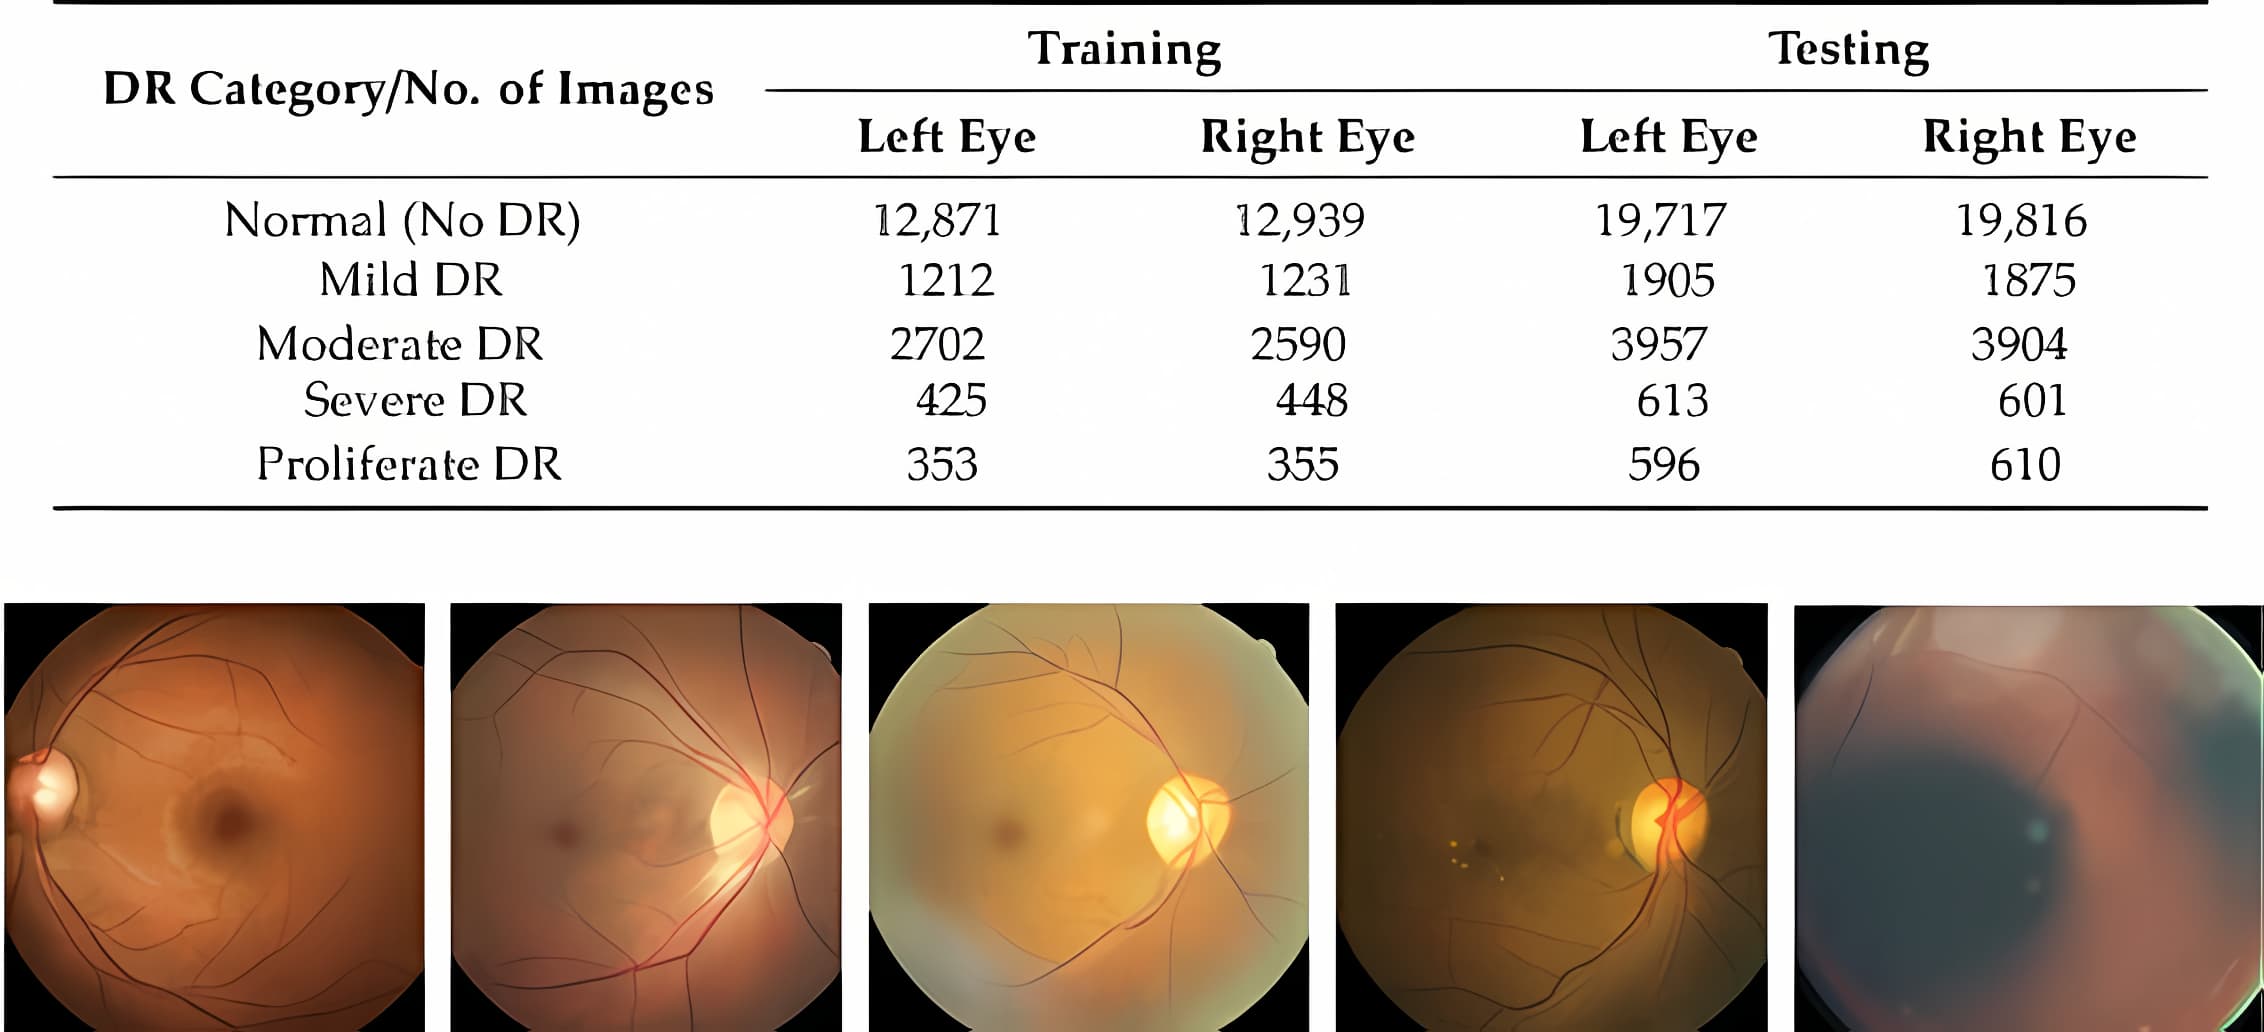 Training Testing
DR Category/No. of Images
Left Eye Right Eye Left Eye Right Eye
Normal (No DR) 12,871 12,939 19,717 19,816
Mild DR 1212 1231 1905 1875
Moderate DR 2702 2590 3957 3904
Severe DR 425 448 613 601
Proliferate DR 353 355 596 610